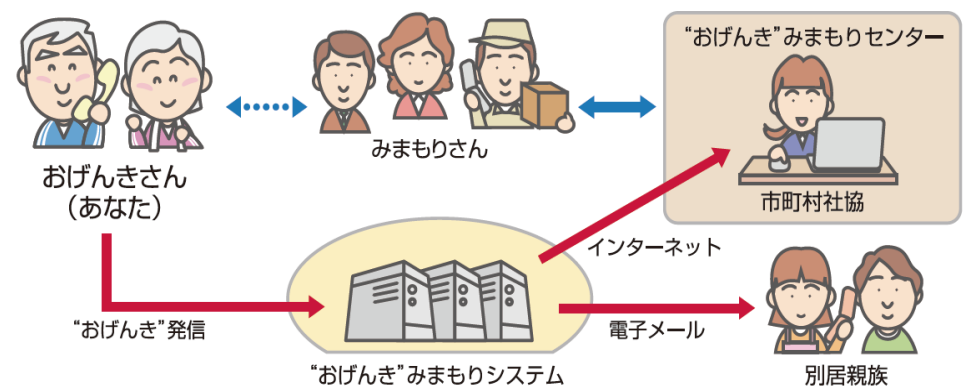 “おげんき”みまもりセンター
みまもりさん
おげんきさん
（あなた）
市町村社協
インターネット
“おげんき”発信
電子メール
“おげんき”みまもりシステム
別居親族